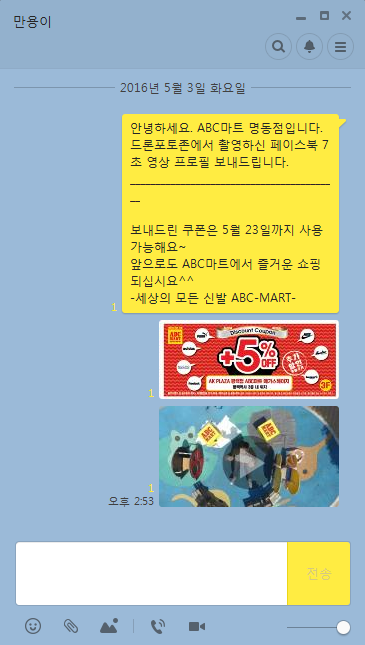 만용이
2016년 5월 3일 화요일
안녕하세요. ABC마트 명동점입니다.
드론포토존에서 촬영하신 페이스북 7
초 영상 프로필 보내드립니다.
보내드린 쿠폰은 5월 23일까지 사용
가능해요~
앞으로도 ABC마트에서 즐거운 쇼핑
되십시요^^
-세상의 모든 신발 ABC-MART-
1
Discount Coupon
ABC MART
+5% OFF
3F
1
1
오후 2:53
전송